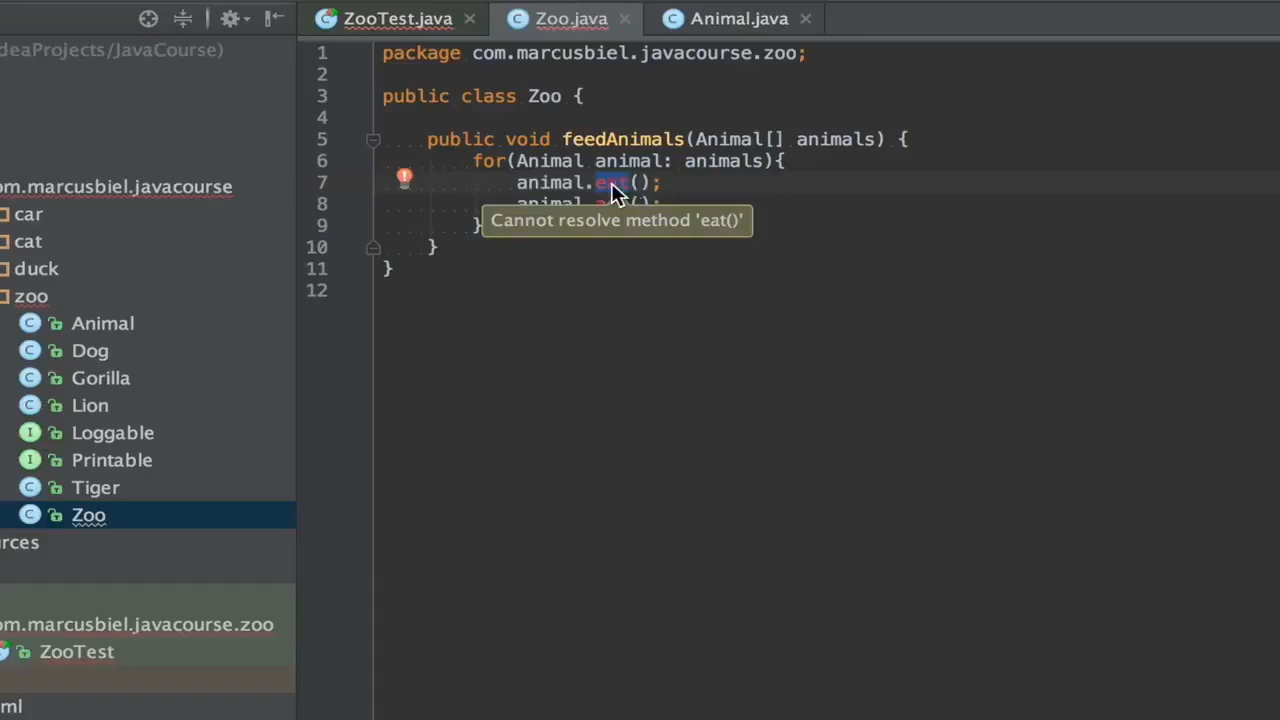 ZooTest.java
Zoo.java
Animal.java
deaProjects/JavaCourse)
om.marcusbiel.javacourse
car
cat
duck
zoo
Animal
Dog
Gorilla
Lion
Loggable
Printable
Tiger
Zoo
rces
om.marcusbiel.javacourse.zoo
ZooTest
ml
1 package com.marcusbiel.javacourse.zoo;
2
3 public class Zoo {
4
5 public void feedAnimals(Animal[] animals) {
6 for(Animal animal: animals){
7 animal.eat();
8 animal.
9 }
10 }
11 }
12
Cannot resolve method 'eat()'